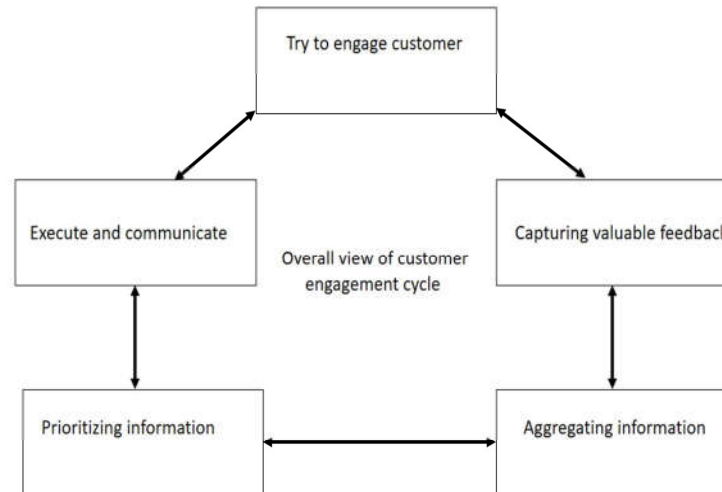 Try to engage customer
Execute and communicate
Capturing valuable feedback
Overall view of customer
engagement cycle
Prioritizing information
Aggregating information